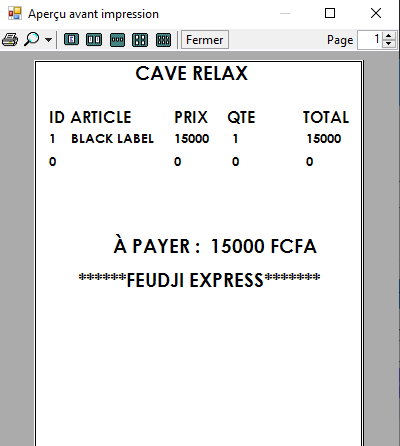 Aperçu avant impression
Fermer Page 1
CAVE RELAX
ID ARTICLE PRIX QTE TOTAL
1 BLACK LABEL 15000 1 15000
0 0 0 0
À PAYER : 15000 FCFA
******FEUDJI EXPRESS*******